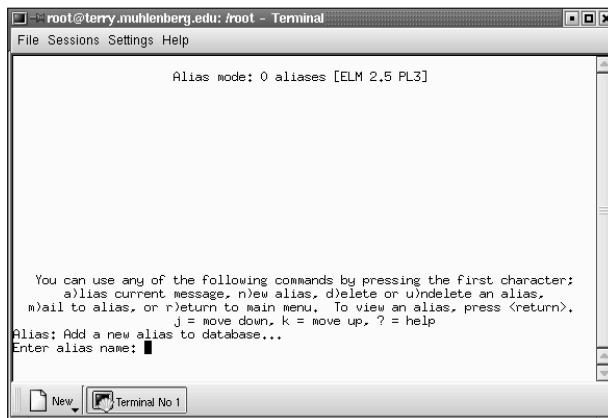 root@terry.muhlenberg.edu: /root - Terminal
File Sessions Settings Help
Alias mode: 0 aliases [ELM 2.5 PL3]
You can use any of the following commands by pressing the first character;
a)lias current message, n)ew alias, d)elete or u)ndelete an alias,
m)ail to alias, or r)eturn to main menu. To view an alias, press <return>.
j = move down, k = move up, ? = help
Alias: Add a new alias to database...
Enter alias name:
New Terminal No 1